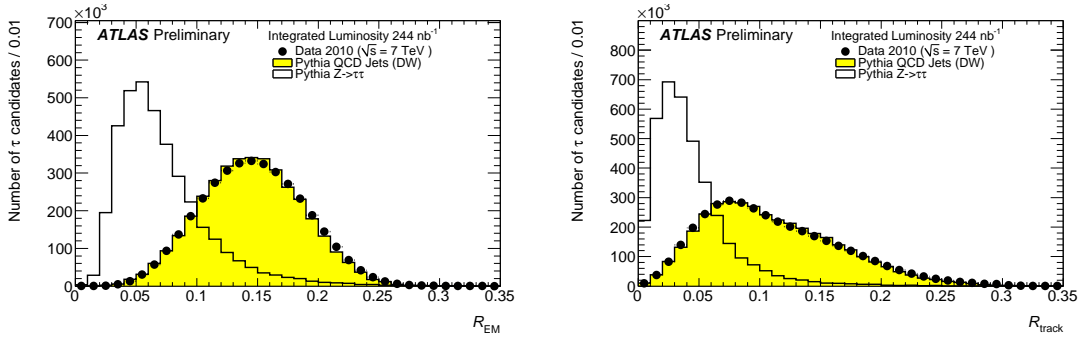 ×10³
700
600
500
400
300
200
100
0
Number of τ candidates / 0.01
ATLAS Preliminary
Integrated Luminosity 244 nb⁻¹
Data 2010 (√s = 7 TeV )
Pythia QCD Jets (DW)
Pythia Z->ττ
0 0.05 0.1 0.15 0.2 0.25 0.3 0.35
R_EM
×10³
800
700
600
500
400
300
200
100
0
Number of τ candidates / 0.01
ATLAS Preliminary
Integrated Luminosity 244 nb⁻¹
Data 2010 (√s = 7 TeV )
Pythia QCD Jets (DW)
Pythia Z->ττ
0 0.05 0.1 0.15 0.2 0.25 0.3 0.35
R_track